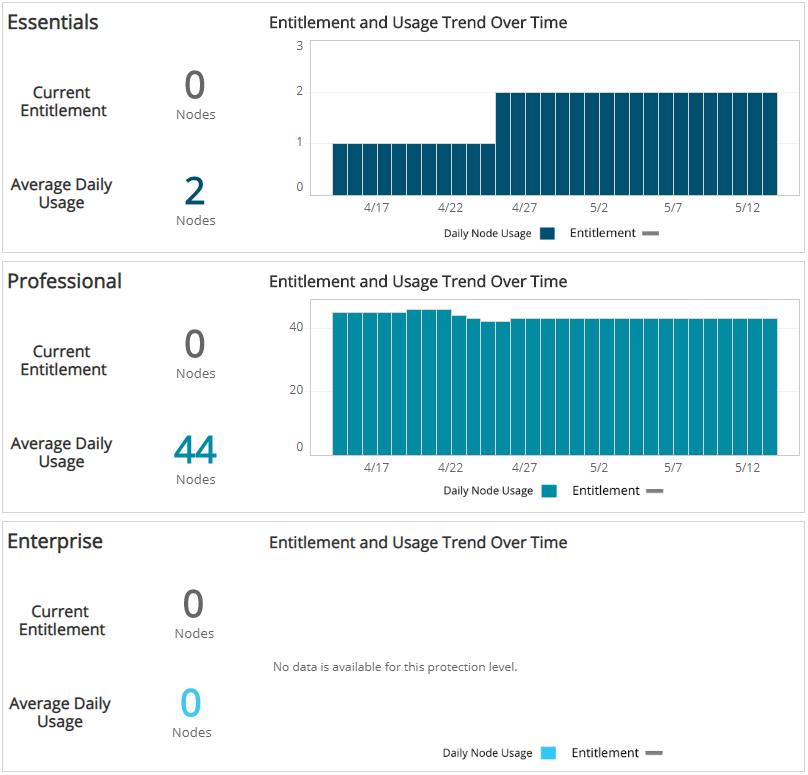 Essentials
Entitlement and Usage Trend Over Time
Current
Entitlement
0
Nodes
Average Daily
Usage
2
Nodes
3
2
1
0
4/17 4/22 4/27 5/2 5/7 5/12
Daily Node Usage Entitlement
Professional
Entitlement and Usage Trend Over Time
Current
Entitlement
0
Nodes
Average Daily
Usage
44
Nodes
40
20
0
4/17 4/22 4/27 5/2 5/7 5/12
Daily Node Usage Entitlement
Enterprise
Entitlement and Usage Trend Over Time
Current
Entitlement
0
Nodes
No data is available for this protection level.
Average Daily
Usage
0
Nodes
Daily Node Usage Entitlement